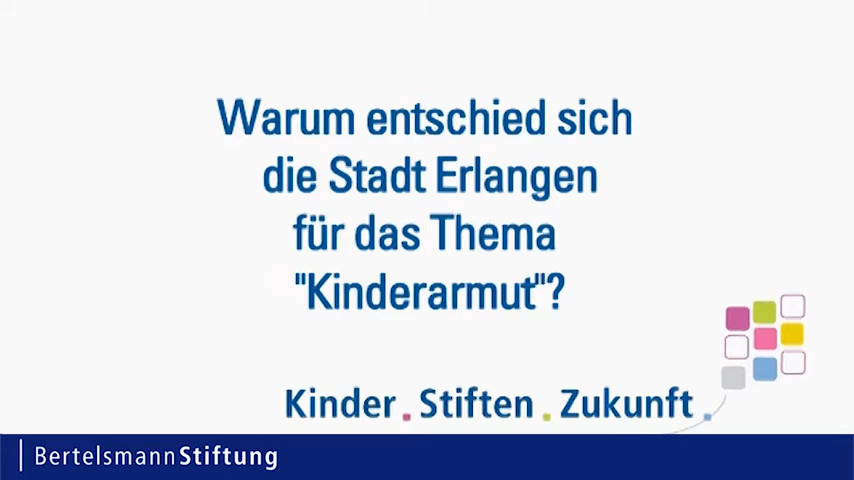 Warum entschied sich
die Stadt Erlangen
für das Thema
"Kinderarmut"?
Kinder. Stiften. Zukunft.
BertelsmannStiftung